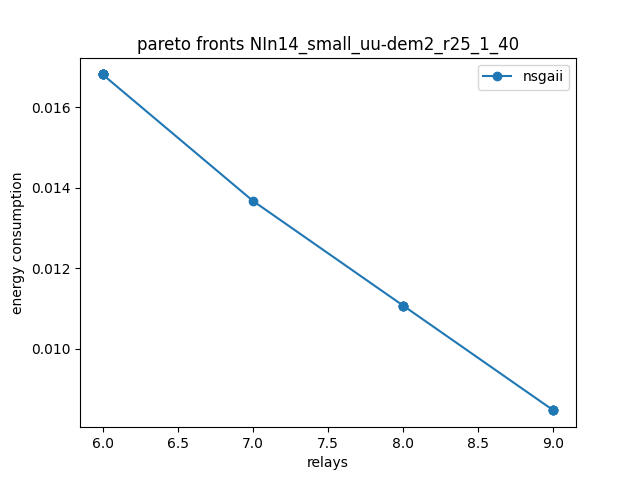 pareto fronts NIn14_small_uu-dem2_r25_1_40
nsgaii
energy consumption
0.016
0.014
0.012
0.010
6.0 6.5 7.0 7.5 8.0 8.5 9.0
relays